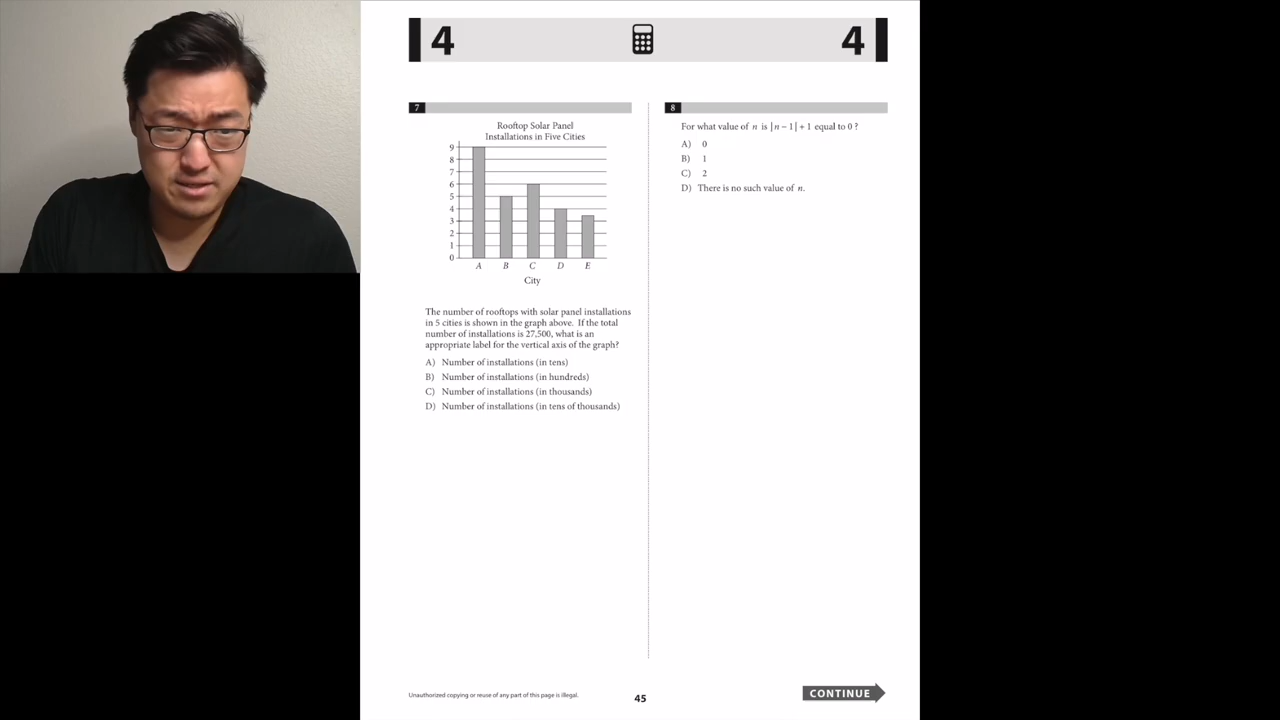 4
4
7
Rooftop Solar Panel
Installations in Five Cities
9
8
7
6
5
4
3
2
1
0
A B C D E
City
The number of rooftops with solar panel installations
in 5 cities is shown in the graph above.  If the total
number of installations is 27,500, what is an
appropriate label for the vertical axis of the graph?
A) Number of installations (in tens)
B) Number of installations (in hundreds)
C) Number of installations (in thousands)
D) Number of installations (in tens of thousands)
8
For what value of n is |n − 1| + 1 equal to 0 ?
A) 0
B) 1
C) 2
D) There is no such value of n.
Unauthorized copying or reuse of any part of this page is illegal.
45
CONTINUE